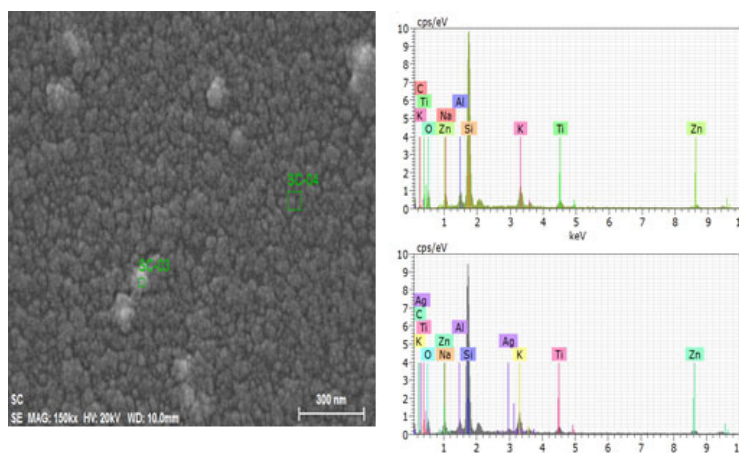 SC-04
SC-03
SC
SE MAG: 150kx HV: 20kV WD: 10.0mm
300 nm
cps/eV
10
9
8
7
6
5
4
3
2
1
0
C
Ti Na Al
K O Zn Si K Ti Zn
1 2 3 4 5 6 7 8 9
keV
cps/eV
10
9
8
7
6
5
4
3
2
1
0
Ag
C
Ti Zn Al Ag
K O Na Si K Ti Zn
1 2 3 4 5 6 7 8 9